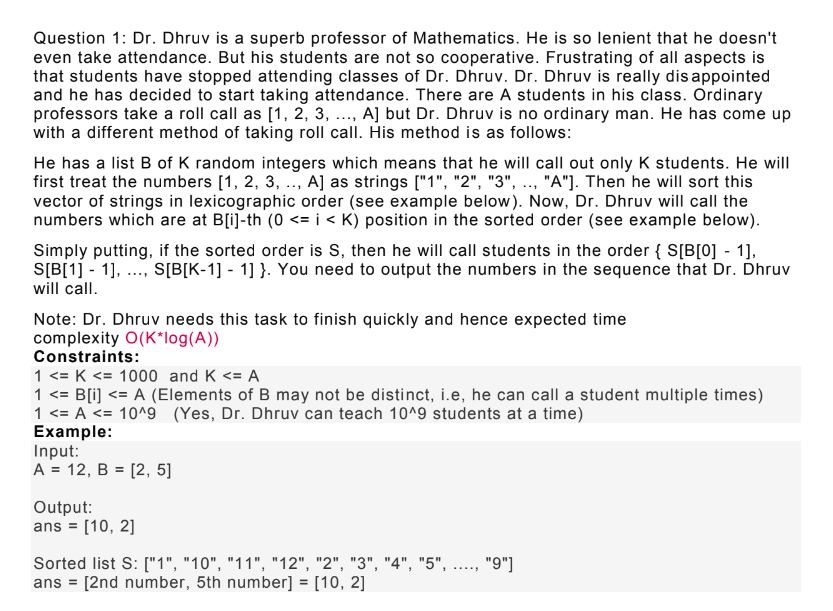 Question 1: Dr. Dhruv is a superb professor of Mathematics. He is so lenient that he doesn't
even take attendance. But his students are not so cooperative. Frustrating of all aspects is
that students have stopped attending classes of Dr. Dhruv. Dr. Dhruv is really disappointed
and he has decided to start taking attendance. There are A students in his class. Ordinary
professors take a roll call as [1, 2, 3, ..., A] but Dr. Dhruv is no ordinary man. He has come up
with a different method of taking roll call. His method is as follows:
He has a list B of K random integers which means that he will call out only K students. He will
first treat the numbers [1, 2, 3, .., A] as strings ["1", "2", "3", .., "A"]. Then he will sort this
vector of strings in lexicographic order (see example below). Now, Dr. Dhruv will call the
numbers which are at B[i]-th (0 <= i < K) position in the sorted order (see example below).
Simply putting, if the sorted order is S, then he will call students in the order { S[B[0] - 1],
S[B[1] - 1], ..., S[B[K-1] - 1] }. You need to output the numbers in the sequence that Dr. Dhruv
will call.
Note: Dr. Dhruv needs this task to finish quickly and hence expected time
complexity O(K*log(A))
Constraints:
1 <= K <= 1000  and K <= A
1 <= B[i] <= A (Elements of B may not be distinct, i.e, he can call a student multiple times)
1 <= A <= 10^9   (Yes, Dr. Dhruv can teach 10^9 students at a time)
Example:
Input:
A = 12, B = [2, 5]
Output:
ans = [10, 2]
Sorted list S: ["1", "10", "11", "12", "2", "3", "4", "5", ...., "9"]
ans = [2nd number, 5th number] = [10, 2]